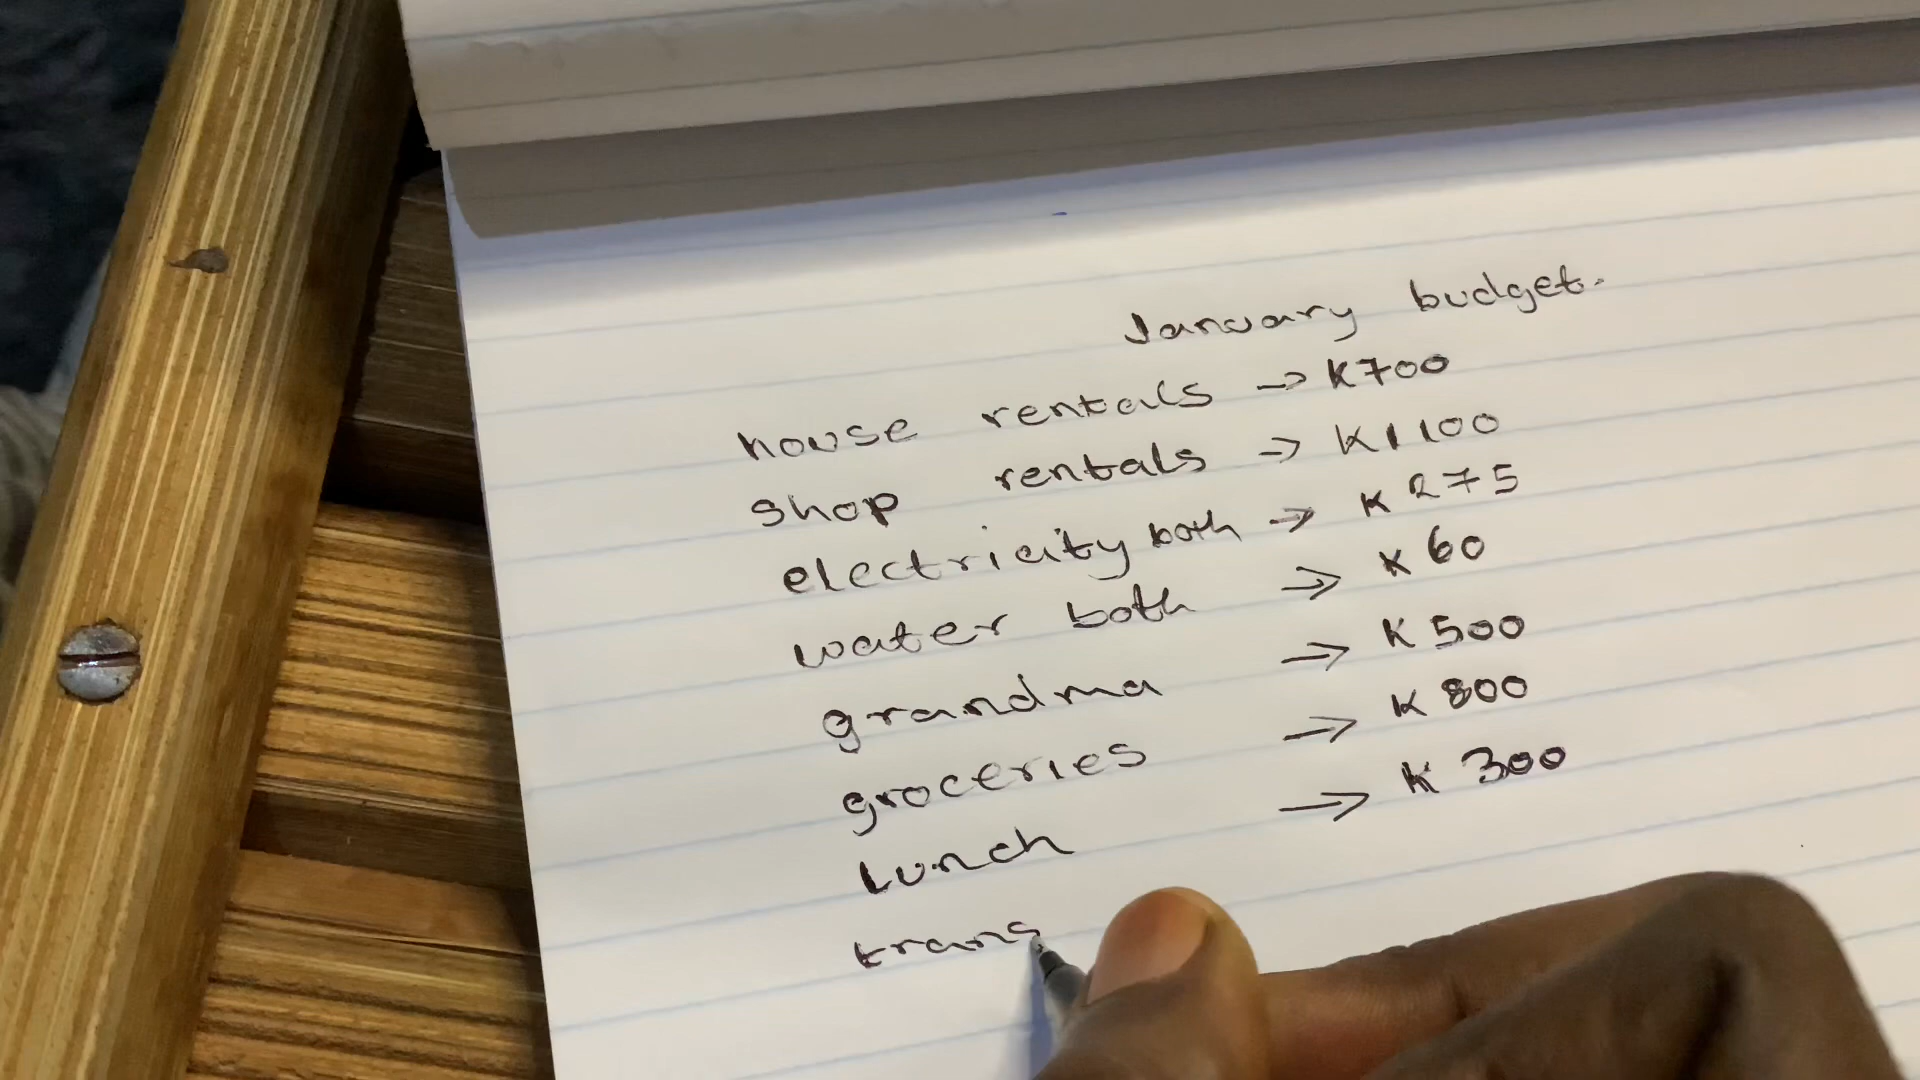 January budget.
house rentals → K700
shop rentals → K1100
electricity both → K275
water both → K60
grandma → K500
groceries → K800
Lunch → K 300
trans